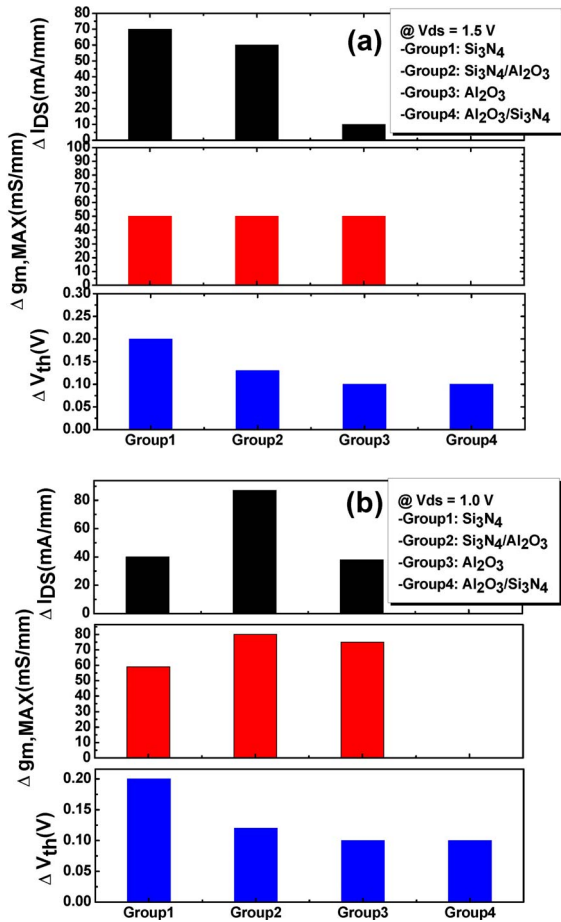 Δ IDS(mA/mm)
80
70
60
50
40
30
20
10
0
(a)
@ Vds = 1.5 V
-Group1: Si3N4
-Group2: Si3N4/Al2O3
-Group3: Al2O3
-Group4: Al2O3/Si3N4
Δ gm,MAX(mS/mm)
100
90
80
70
60
50
40
30
20
10
0
Δ Vth(V)
0.30
0.25
0.20
0.15
0.10
0.05
0.00
Group1 Group2 Group3 Group4
Δ IDS(mA/mm)
80
60
40
20
0
(b)
@ Vds = 1.0 V
-Group1: Si3N4
-Group2: Si3N4/Al2O3
-Group3: Al2O3
-Group4: Al2O3/Si3N4
Δ gm,MAX(mS/mm)
80
70
60
50
40
30
20
10
0
Δ Vth(V)
0.20
0.15
0.10
0.05
0.00
Group1 Group2 Group3 Group4